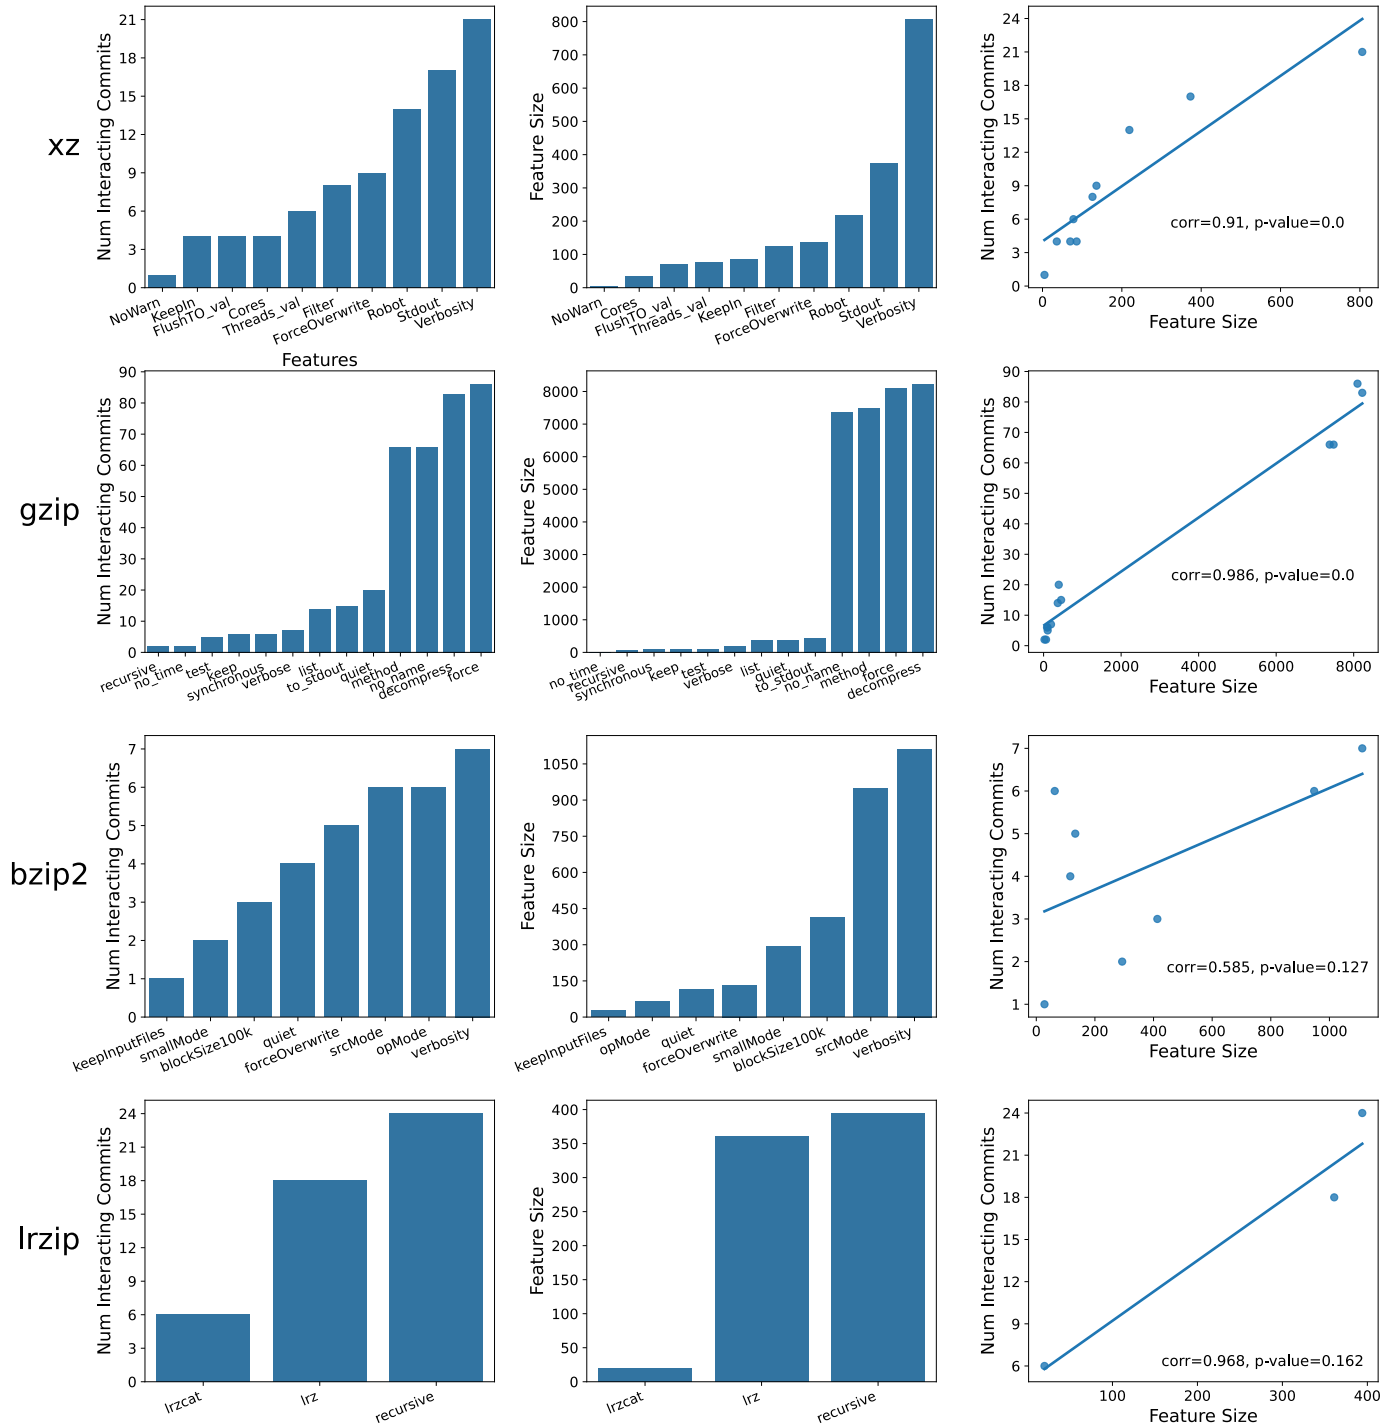 xz
Num Interacting Commits
21
18
15
12
9
6
3
0
NoWarn
KeepIn
FlushTO_val
Cores
Threads_val
Filter
ForceOverwrite
Robot
Stdout
Verbosity
Features
Feature Size
800
700
600
500
400
300
200
100
0
NoWarn
Cores
FlushTO_val
Threads_val
KeepIn
Filter
ForceOverwrite
Robot
Stdout
Verbosity
Num Interacting Commits
24
21
18
15
12
9
6
3
0
corr=0.91, p-value=0.0
0 200 400 600 800
Feature Size
gzip
Num Interacting Commits
90
80
70
60
50
40
30
20
10
0
recursive
no_time
test
keep
synchronous
verbose
list
to_stdout
quiet
method
no_name
decompress
force
Feature Size
8000
7000
6000
5000
4000
3000
2000
1000
0
no_time
recursive
synchronous
keep
test
verbose
list
quiet
to_stdout
no_name
method
force
decompress
Num Interacting Commits
90
80
70
60
50
40
30
20
10
0
corr=0.986, p-value=0.0
0 2000 4000 6000 8000
Feature Size
bzip2
Num Interacting Commits
7
6
5
4
3
2
1
0
keepInputFiles
smallMode
blockSize100k
quiet
forceOverwrite
srcMode
opMode
verbosity
Feature Size
1050
900
750
600
450
300
150
0
keepInputFiles
opMode
quiet
forceOverwrite
smallMode
blockSize100k
srcMode
verbosity
Num Interacting Commits
7
6
5
4
3
2
1
corr=0.585, p-value=0.127
0 200 400 600 800 1000
Feature Size
lrzip
Num Interacting Commits
24
21
18
15
12
9
6
3
0
lrzcat
lrz
recursive
Feature Size
400
350
300
250
200
150
100
50
0
lrzcat
lrz
recursive
Num Interacting Commits
24
21
18
15
12
9
6
corr=0.968, p-value=0.162
100 200 300 400
Feature Size